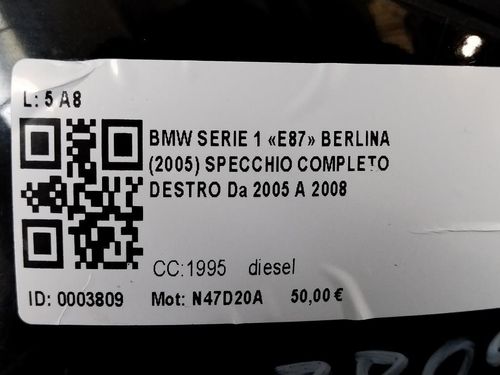 L: 5 A8
BMW SERIE 1 «E87» BERLINA
(2005) SPECCHIO COMPLETO
DESTRO Da 2005 A 2008
CC:1995 diesel
ID: 0003809 Mot: N47D20A 50,00 €